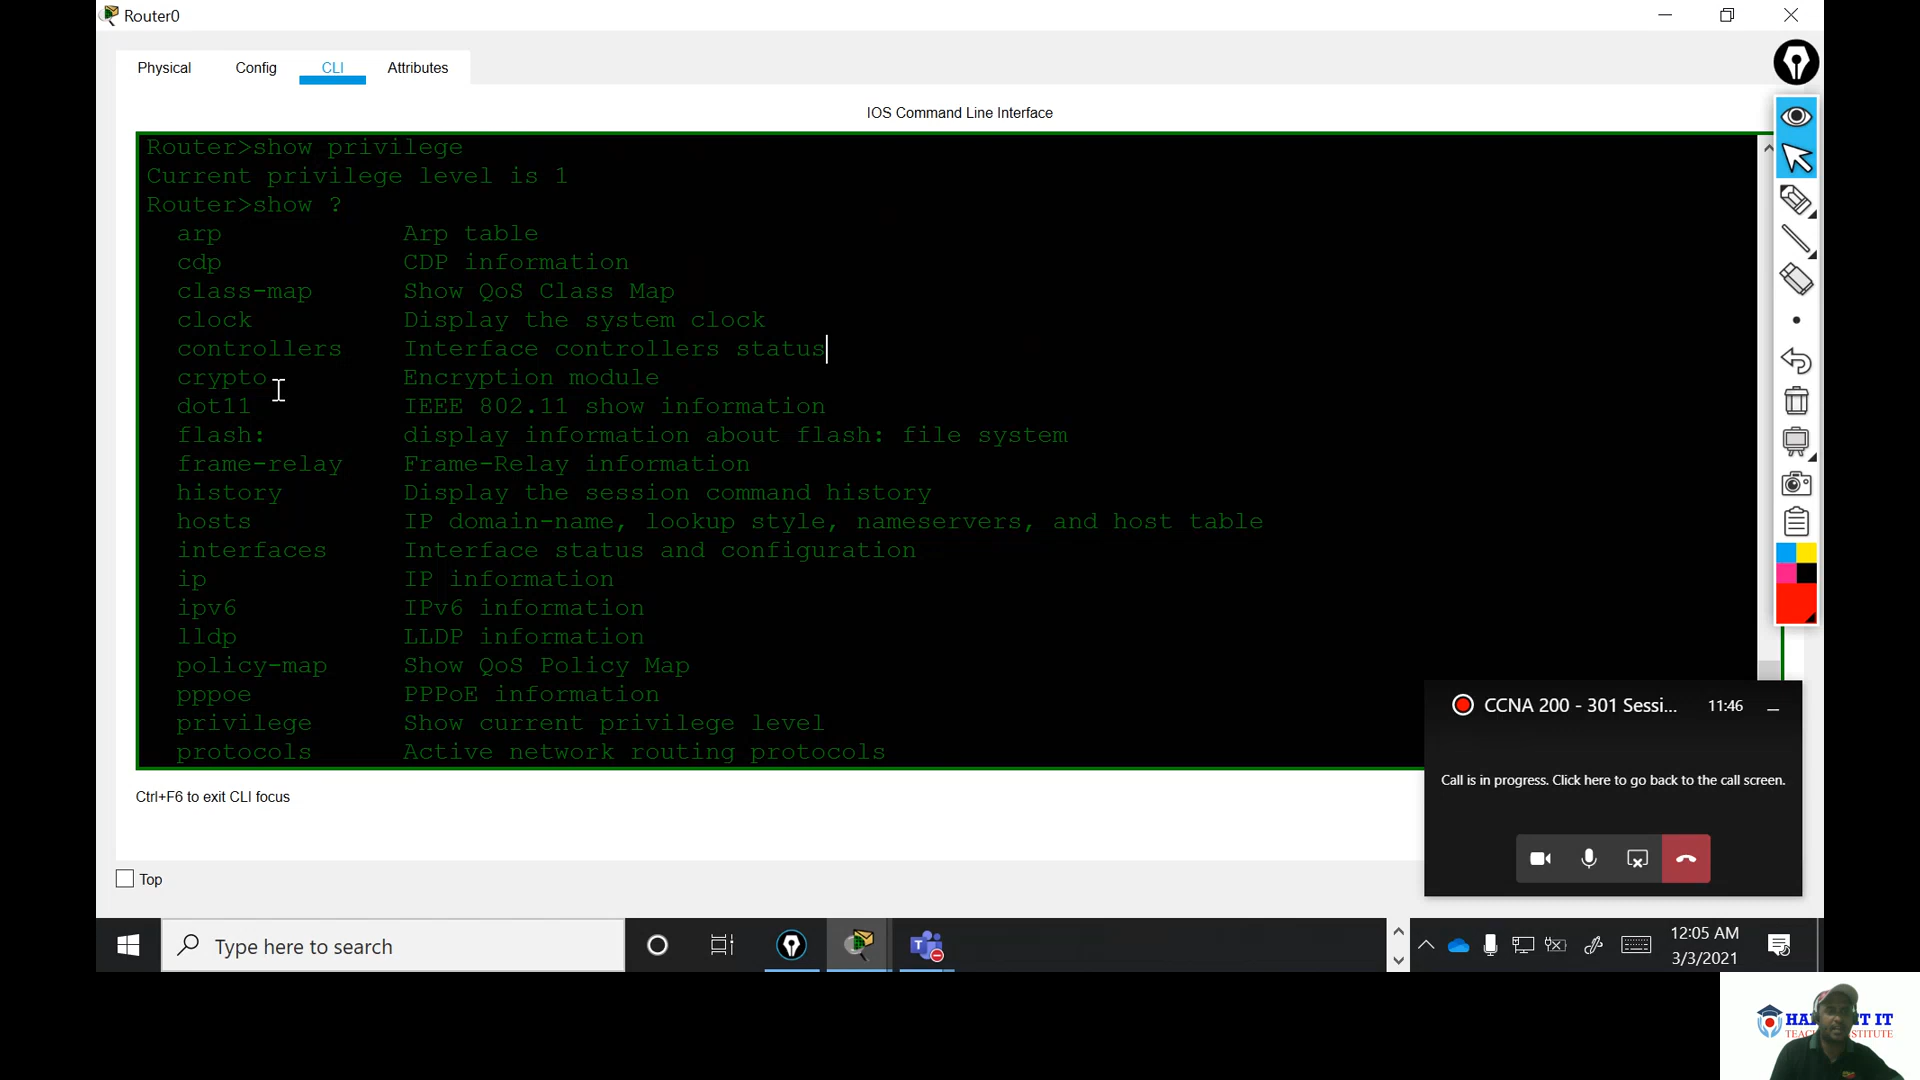 Router0
Physical Config CLI Attributes
IOS Command Line Interface
Router>show privilege
Current privilege level is 1
Router>show ?
arp Arp table
cdp CDP information
class-map Show QoS Class Map
clock Display the system clock
controllers Interface controllers status
crypto Encryption module
dot11 IEEE 802.11 show information
flash: display information about flash: file system
frame-relay Frame-Relay information
history Display the session command history
hosts IP domain-name, lookup style, nameservers, and host table
interfaces Interface status and configuration
ip IP information
ipv6 IPv6 information
lldp LLDP information
policy-map Show QoS Policy Map
pppoe PPPoE information
privilege Show current privilege level
protocols Active network routing protocols
Ctrl+F6 to exit CLI focus
Top
CCNA 200 - 301 Sessi... 11:46
Call is in progress. Click here to go back to the call screen.
Type here to search
12:05 AM
3/3/2021